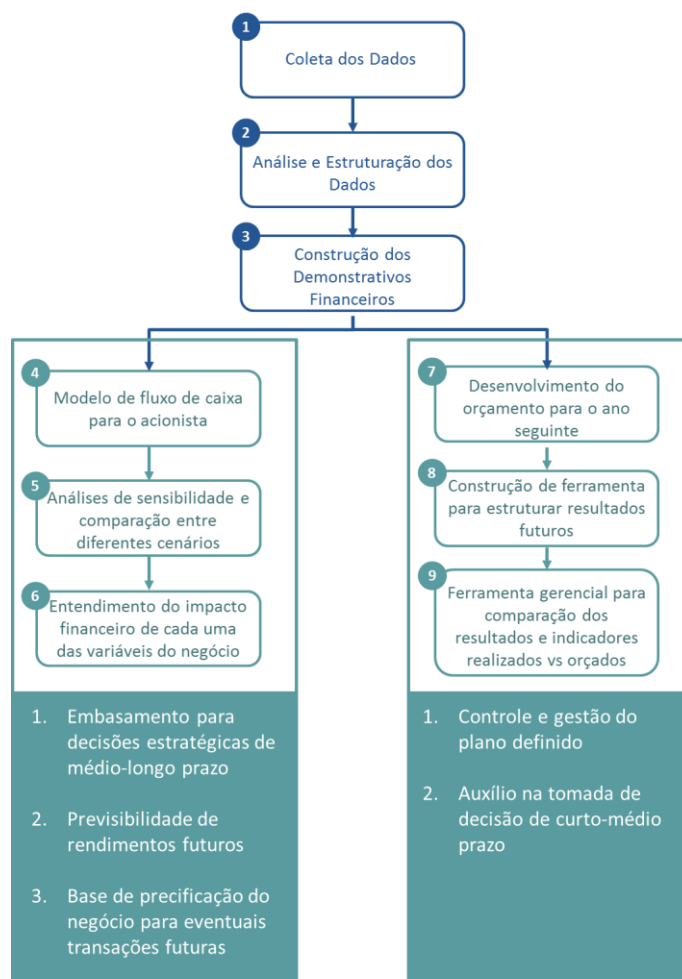 1
Coleta dos Dados
2
Análise e Estruturação dos
Dados
3
Construção dos
Demonstrativos
Financeiros
4
Modelo de fluxo de caixa
para o acionista
5
Análises de sensibilidade e
comparação entre
diferentes cenários
6
Entendimento do impacto
financeiro de cada uma
das variáveis do negócio
1. Embasamento para
decisões estratégicas de
médio-longo prazo
2. Previsibilidade de
rendimentos futuros
3. Base de precificação do
negócio para eventuais
transações futuras
7
Desenvolvimento do
orçamento para o ano
seguinte
8
Construção de ferramenta
para estruturar resultados
futuros
9
Ferramenta gerencial para
comparação dos
resultados e indicadores
realizados vs orçados
1. Controle e gestão do
plano definido
2. Auxílio na tomada de
decisão de curto-médio
prazo